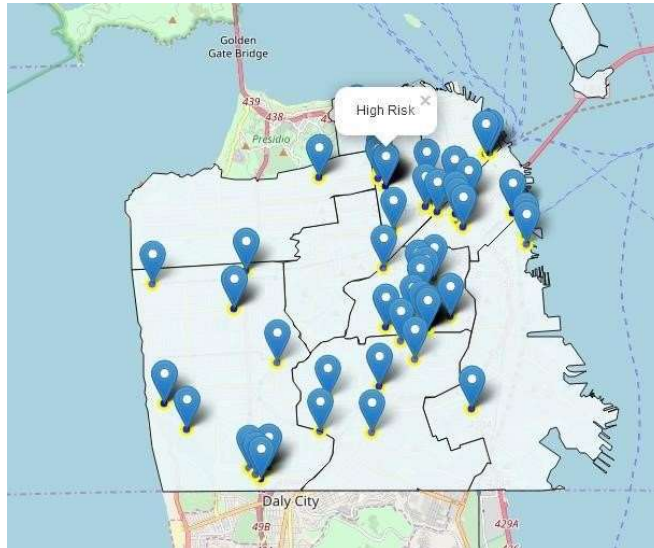 Golden
Gate Bridge
439
438
Presidio
High Risk
×
Daly City
49B
429A